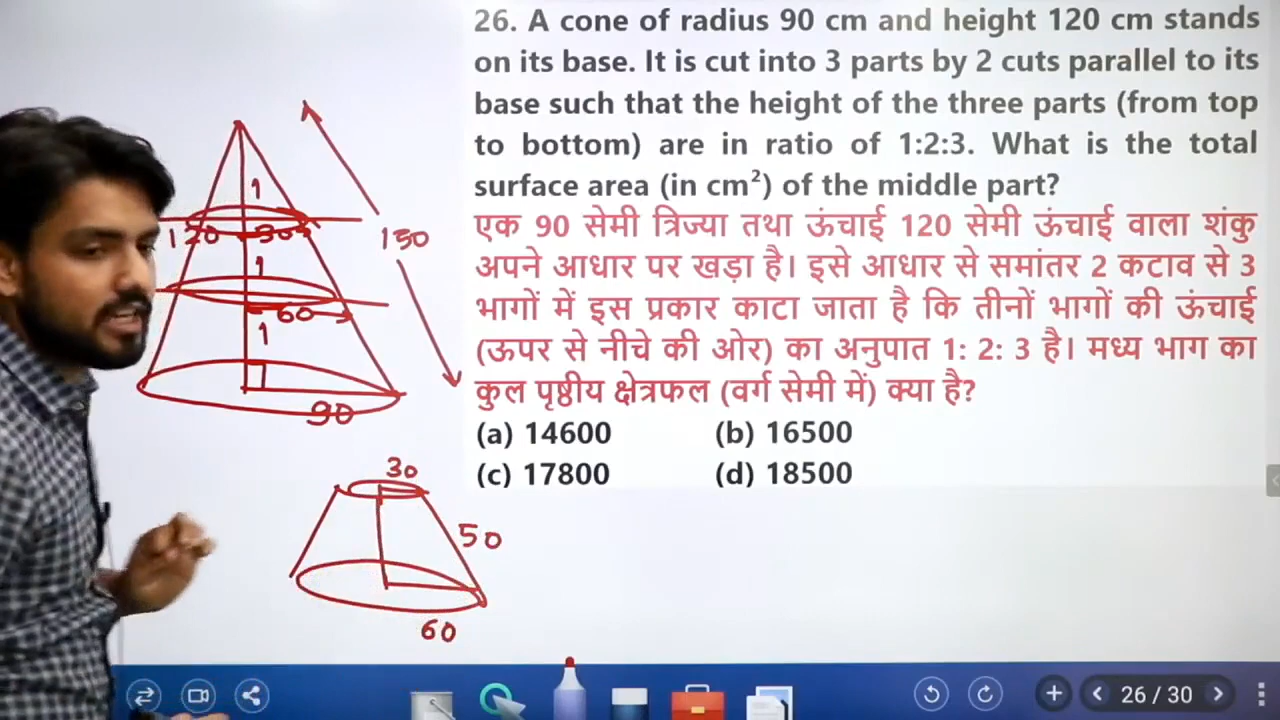 26. A cone of radius 90 cm and height 120 cm stands
on its base. It is cut into 3 parts by 2 cuts parallel to its
base such that the height of the three parts (from top
to bottom) are in ratio of 1:2:3. What is the total
surface area (in cm²) of the middle part?
एक 90 सेमी त्रिज्या तथा ऊंचाई 120 सेमी ऊंचाई वाला शंकु
अपने आधार पर खड़ा है। इसे आधार से समांतर 2 कटाव से 3
भागों में इस प्रकार काटा जाता है कि तीनों भागों की ऊंचाई
(ऊपर से नीचे की ओर) का अनुपात 1: 2: 3 है। मध्य भाग का
कुल पृष्ठीय क्षेत्रफल (वर्ग सेमी में) क्या है?
(a) 14600 (b) 16500
(c) 17800 (d) 18500
1
120 30 150
1
60
1
90
30
50
60
26 / 30